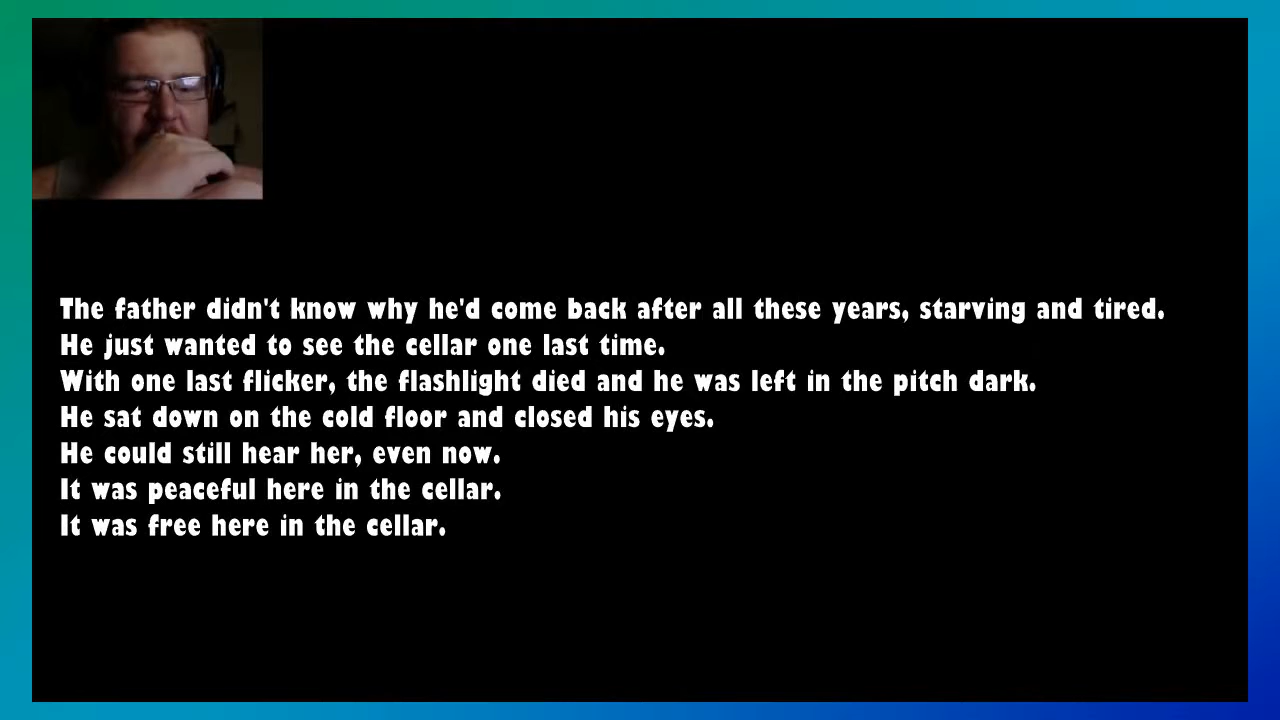 The father didn't know why he'd come back after all these years, starving and tired.
He just wanted to see the cellar one last time.
With one last flicker, the flashlight died and he was left in the pitch dark.
He sat down on the cold floor and closed his eyes.
He could still hear her, even now.
It was peaceful here in the cellar.
It was free here in the cellar.